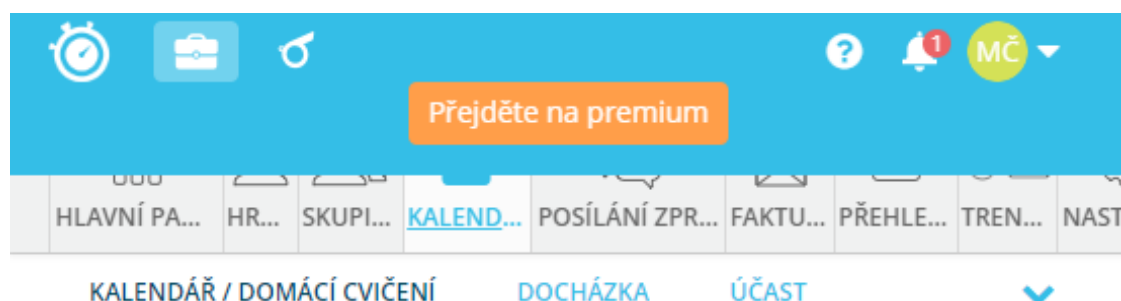 1
MČ
Přejděte na premium
HLAVNÍ PA... HR... SKUPI... KALEND... POSÍLÁNÍ ZPR... FAKTU... PŘEHLE... TREN... NAST
KALENDÁŘ / DOMÁCÍ CVIČENÍ DOCHÁZKA ÚČAST